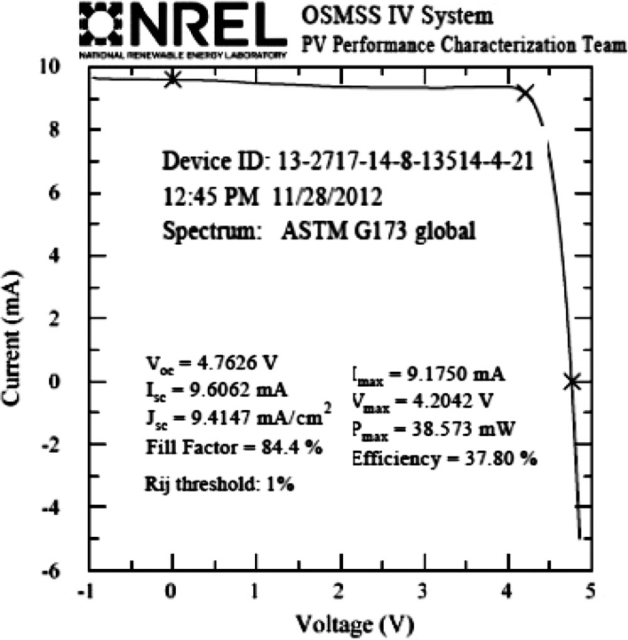 NREL
NATIONAL RENEWABLE ENERGY LABORATORY
OSMSS IV System
PV Performance Characterization Team
10
8
6
4
2
0
-2
-4
-6
Current (mA)
Device ID: 13-2717-14-8-13514-4-21
12:45 PM 11/28/2012
Spectrum: ASTM G173 global
Voc = 4.7626 V
Isc = 9.6062 mA
Jsc = 9.4147 mA/cm2
Fill Factor = 84.4 %
Rij threshold: 1%
Imax = 9.1750 mA
Vmax = 4.2042 V
Pmax = 38.573 mW
Efficiency = 37.80 %
-1 0 1 2 3 4 5
Voltage (V)